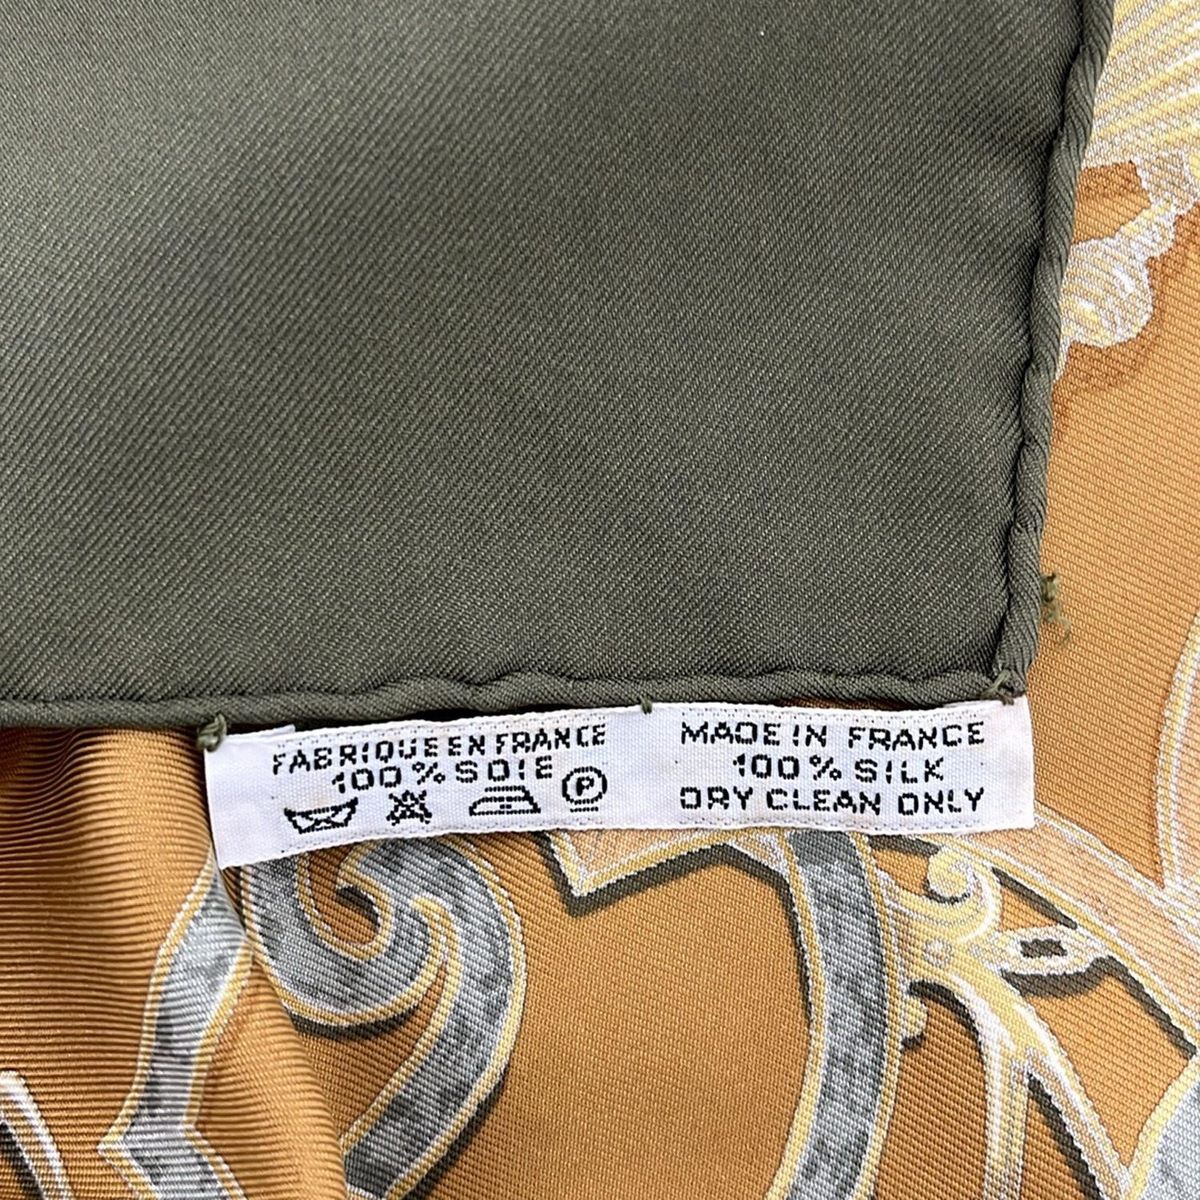 FABRIQUE EN FRANCE
100% SOIE
P
MADE IN FRANCE
100% SILK
DRY CLEAN ONLY